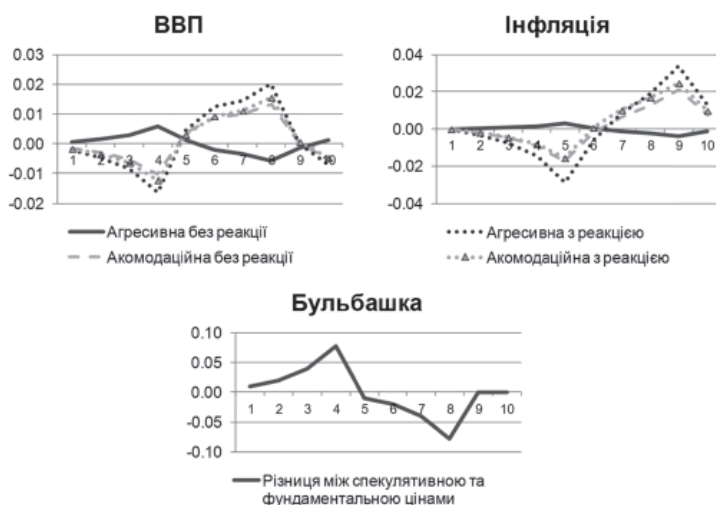 ВВП
0.03
0.02
0.01
0.00
-0.01
-0.02
1 2 3 4 5 6 7 8 9 10
Агресивна без реакції
Акомодаційна без реакції
Інфляція
0.04
0.02
0.00
-0.02
-0.04
1 2 3 4 5 6 7 8 9 10
Агресивна з реакцією
Акомодаційна з реакцією
Бульбашка
0.10
0.05
0.00
-0.05
-0.10
1 2 3 4 5 6 7 8 9 10
Різниця між спекулятивною та
фундаментальною цінами